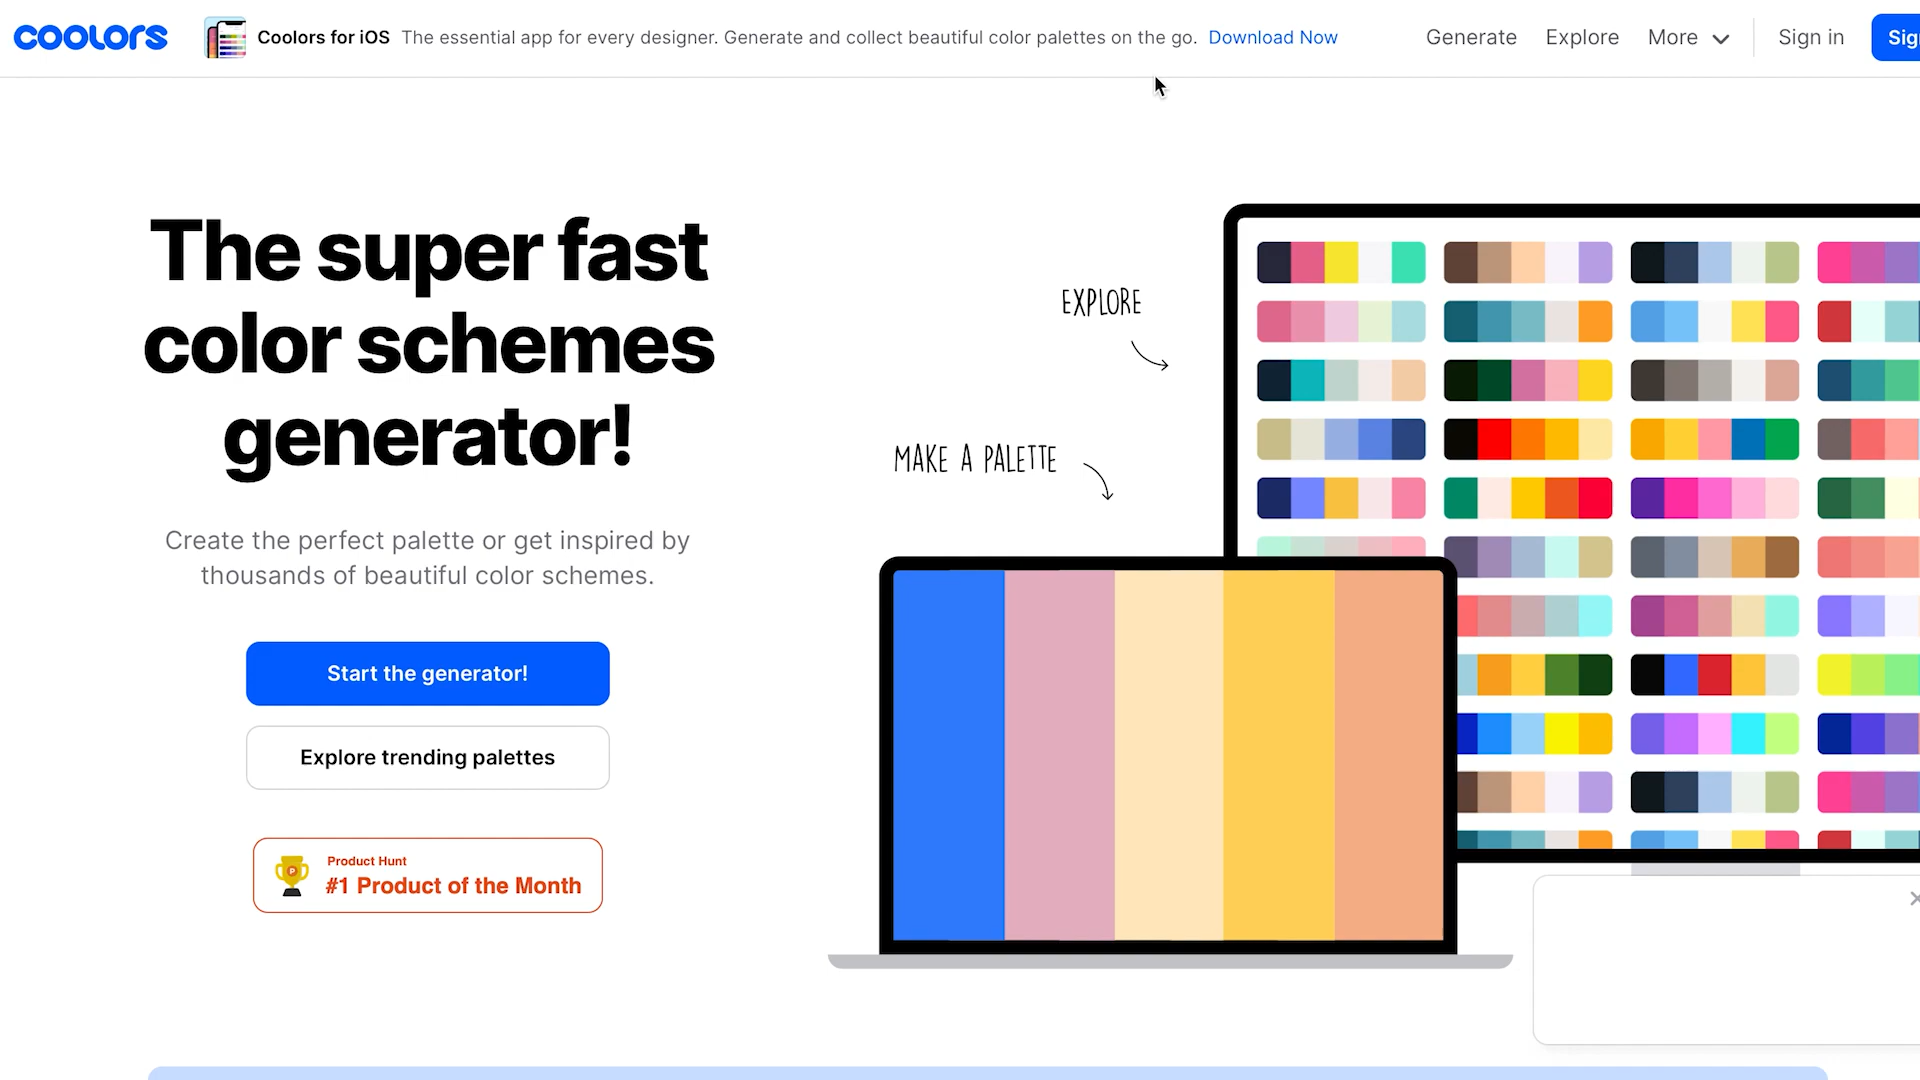 coolors
Coolors for iOS The essential app for every designer. Generate and collect beautiful color palettes on the go. Download Now
Generate Explore More Sign in
The super fast
color schemes
generator!
Create the perfect palette or get inspired by
thousands of beautiful color schemes.
Start the generator!
Explore trending palettes
Product Hunt
#1 Product of the Month
EXPLORE
MAKE A PALETTE